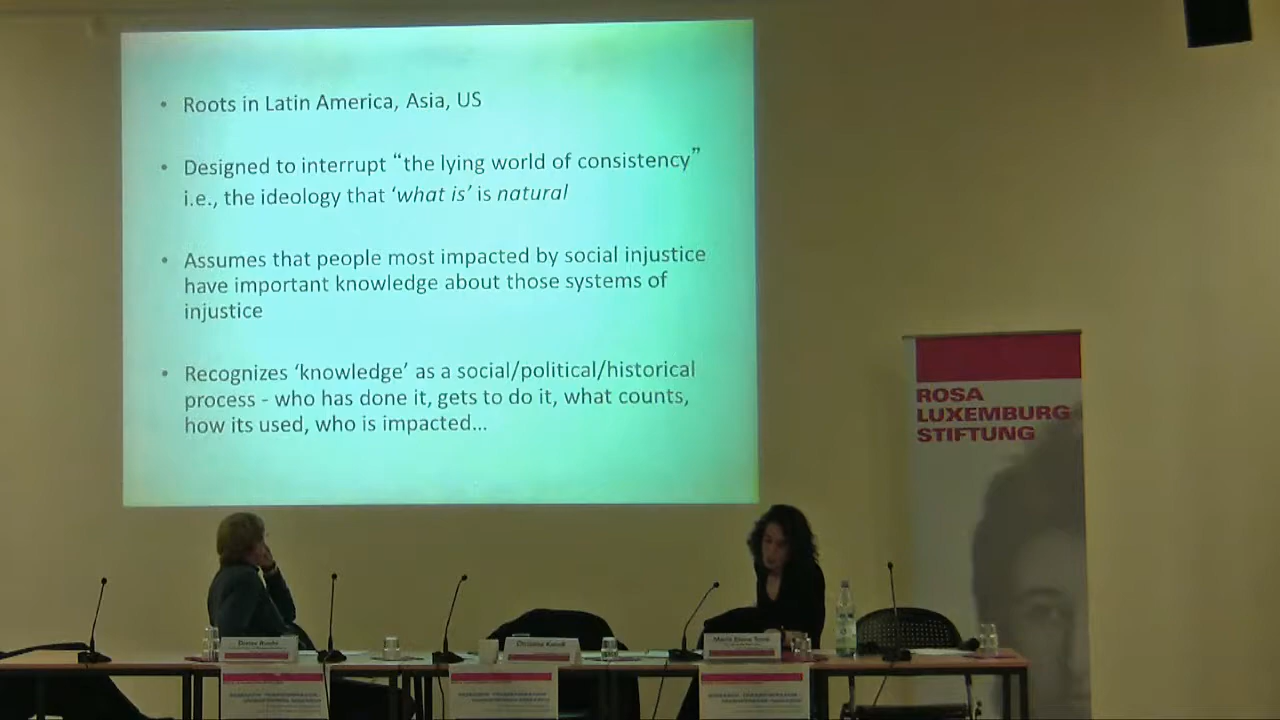 • Roots in Latin America, Asia, US
• Designed to interrupt “the lying world of consistency”
i.e., the ideology that ‘what is’ is natural
• Assumes that people most impacted by social injustice
have important knowledge about those systems of
injustice
• Recognizes ‘knowledge’ as a social/political/historical
process - who has done it, gets to do it, what counts,
how its used, who is impacted...
ROSA
LUXEMBURG
STIFTUNG
Maria Elena